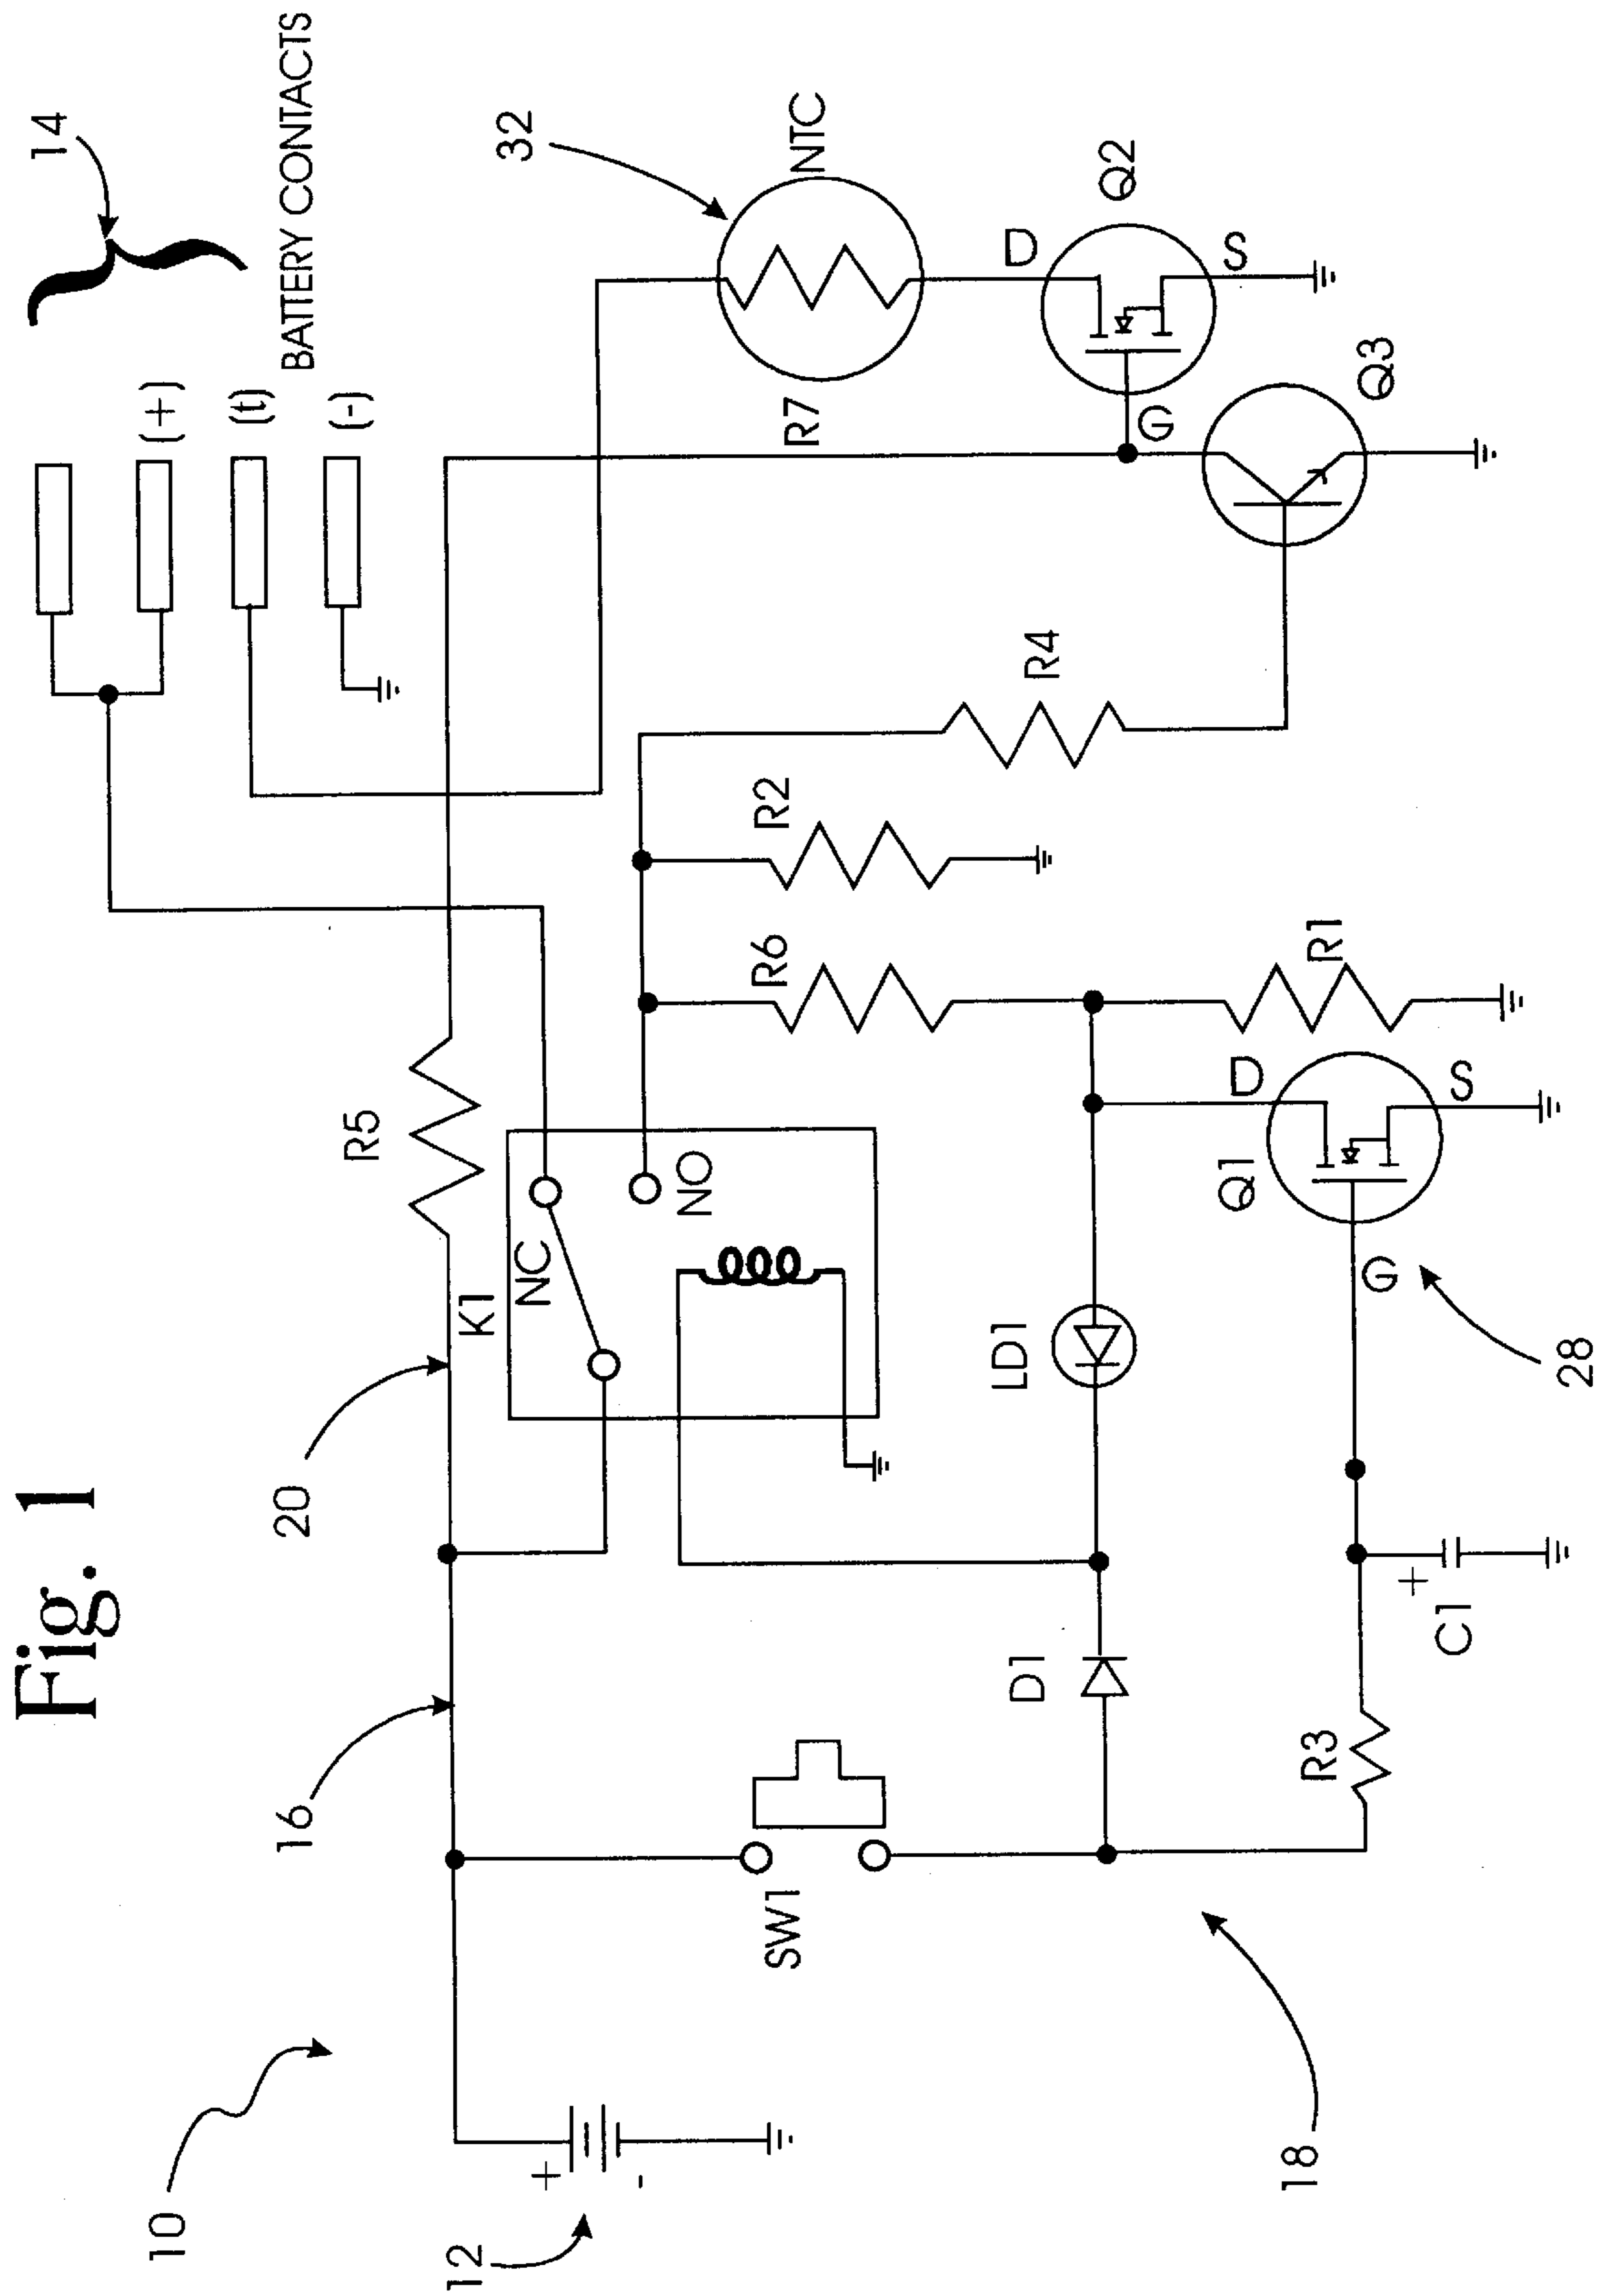 Fig. 1
10
12
+
-
16
20
14
BATTERY CONTACTS
(+)
(t)
(-)
R5
K1
NC
NO
SW1
18
D1
LD1
R3
+
C1
28
Q1
G
D
S
R6
R1
R2
R4
R7
NTC
32
D
Q2
S
G
Q3